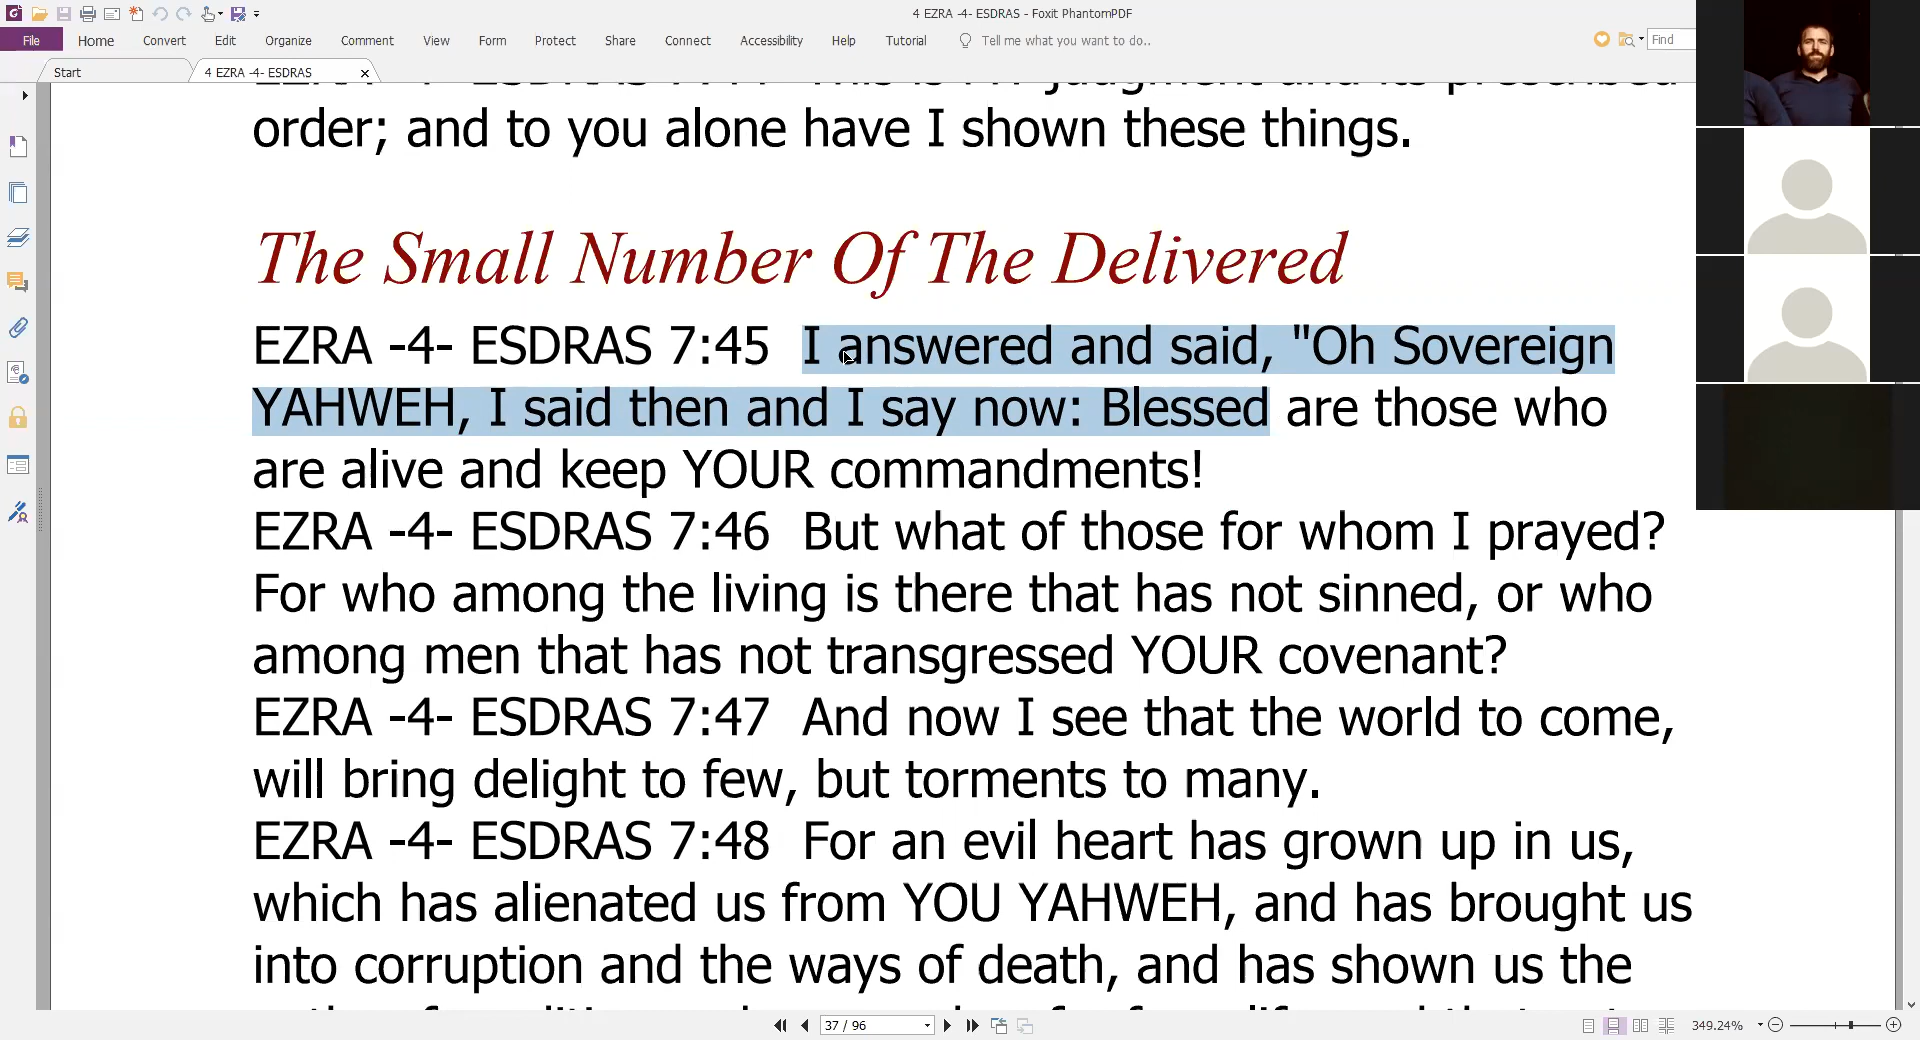 4 EZRA -4- ESDRAS - Foxit PhantomPDF
File Home Convert Edit Organize Comment View Form Protect Share Connect Accessibility Help Tutorial Tell me what you want to do.. Find
Start 4 EZRA -4- ESDRAS
order; and to you alone have I shown these things.
The Small Number Of The Delivered
EZRA -4- ESDRAS 7:45 I answered and said, "Oh Sovereign
YAHWEH, I said then and I say now: Blessed are those who
are alive and keep YOUR commandments!
EZRA -4- ESDRAS 7:46 But what of those for whom I prayed?
For who among the living is there that has not sinned, or who
among men that has not transgressed YOUR covenant?
EZRA -4- ESDRAS 7:47 And now I see that the world to come,
will bring delight to few, but torments to many.
EZRA -4- ESDRAS 7:48 For an evil heart has grown up in us,
which has alienated us from YOU YAHWEH, and has brought us
into corruption and the ways of death, and has shown us the
37 / 96 349.24%